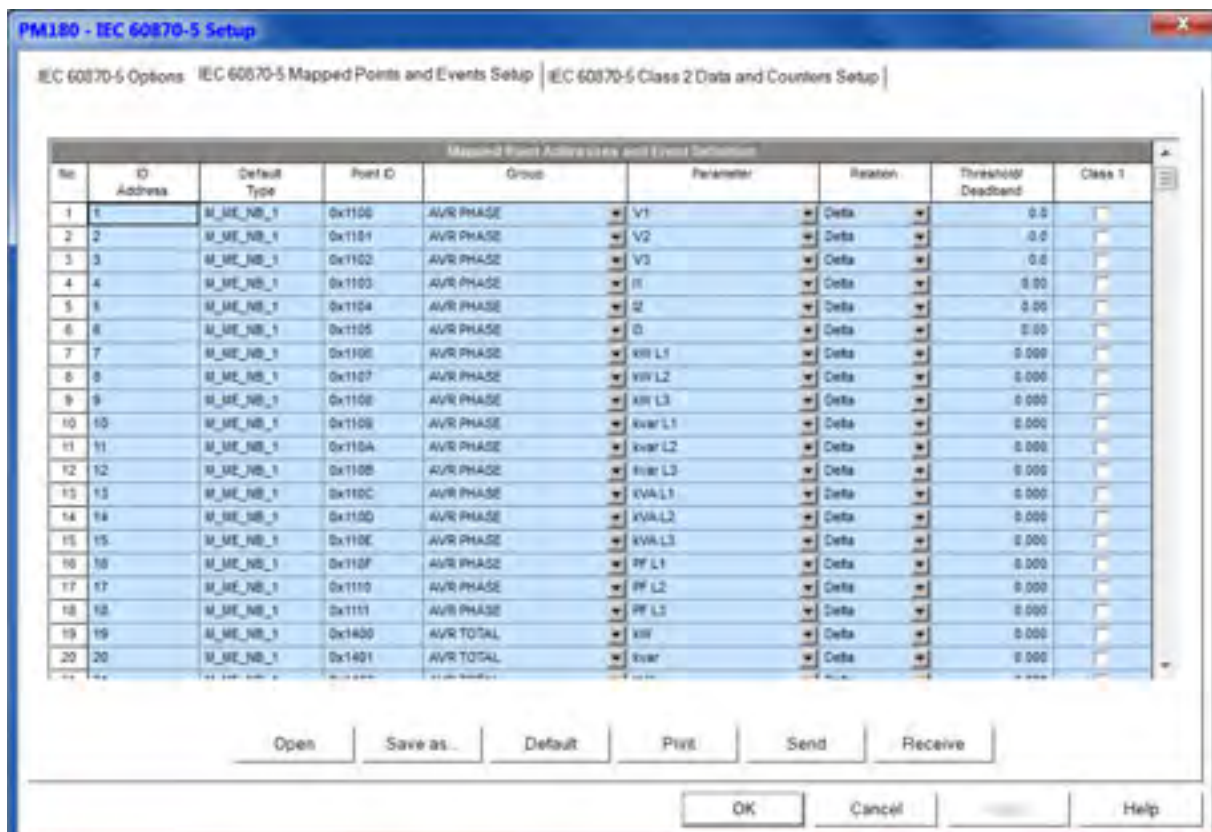 PM180 - IEC 60870-5 Setup
IEC 60870-5 Options IEC 60870-5 Mapped Points and Events Setup IEC 60870-5 Class 2 Data and Counters Setup
Mapped Point Addresses and Event Definition
No ID Address Default Type Point ID Group Parameter Relation Threshold/ Deadband Class 1
1 1 M_ME_NB_1 0x1100 AVR PHASE V1 Delta 0.0
2 2 M_ME_NB_1 0x1101 AVR PHASE V2 Delta 0.0
3 3 M_ME_NB_1 0x1102 AVR PHASE V3 Delta 0.0
4 4 M_ME_NB_1 0x1103 AVR PHASE I1 Delta 0.00
5 5 M_ME_NB_1 0x1104 AVR PHASE I2 Delta 0.00
6 6 M_ME_NB_1 0x1105 AVR PHASE I3 Delta 0.00
7 7 M_ME_NB_1 0x1106 AVR PHASE kW L1 Delta 0.000
8 8 M_ME_NB_1 0x1107 AVR PHASE kW L2 Delta 0.000
9 9 M_ME_NB_1 0x1108 AVR PHASE kW L3 Delta 0.000
10 10 M_ME_NB_1 0x1109 AVR PHASE kvar L1 Delta 0.000
11 11 M_ME_NB_1 0x110A AVR PHASE kvar L2 Delta 0.000
12 12 M_ME_NB_1 0x110B AVR PHASE kvar L3 Delta 0.000
13 13 M_ME_NB_1 0x110C AVR PHASE kVA L1 Delta 0.000
14 14 M_ME_NB_1 0x110D AVR PHASE kVA L2 Delta 0.000
15 15 M_ME_NB_1 0x110E AVR PHASE kVA L3 Delta 0.000
16 16 M_ME_NB_1 0x110F AVR PHASE PF L1 Delta 0.000
17 17 M_ME_NB_1 0x1110 AVR PHASE PF L2 Delta 0.000
18 18 M_ME_NB_1 0x1111 AVR PHASE PF L3 Delta 0.000
19 19 M_ME_NB_1 0x1400 AVR TOTAL kW Delta 0.000
20 20 M_ME_NB_1 0x1401 AVR TOTAL kvar Delta 0.000
Open Save as... Default Print Send Receive
OK Cancel Help